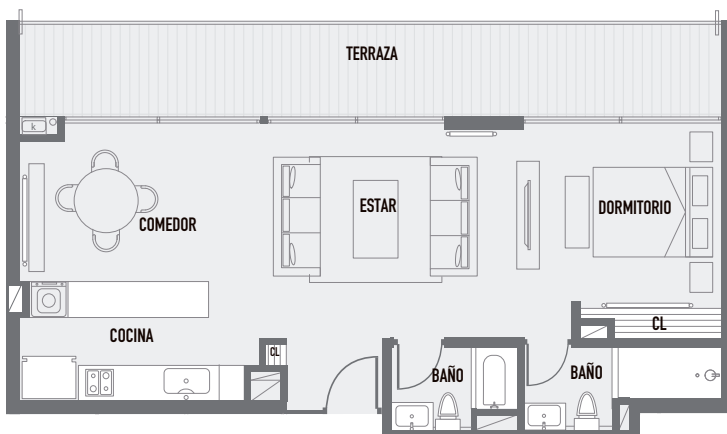 TERRAZA
k
COMEDOR
ESTAR
DORMITORIO
COCINA
CL
CL
BAÑO
BAÑO